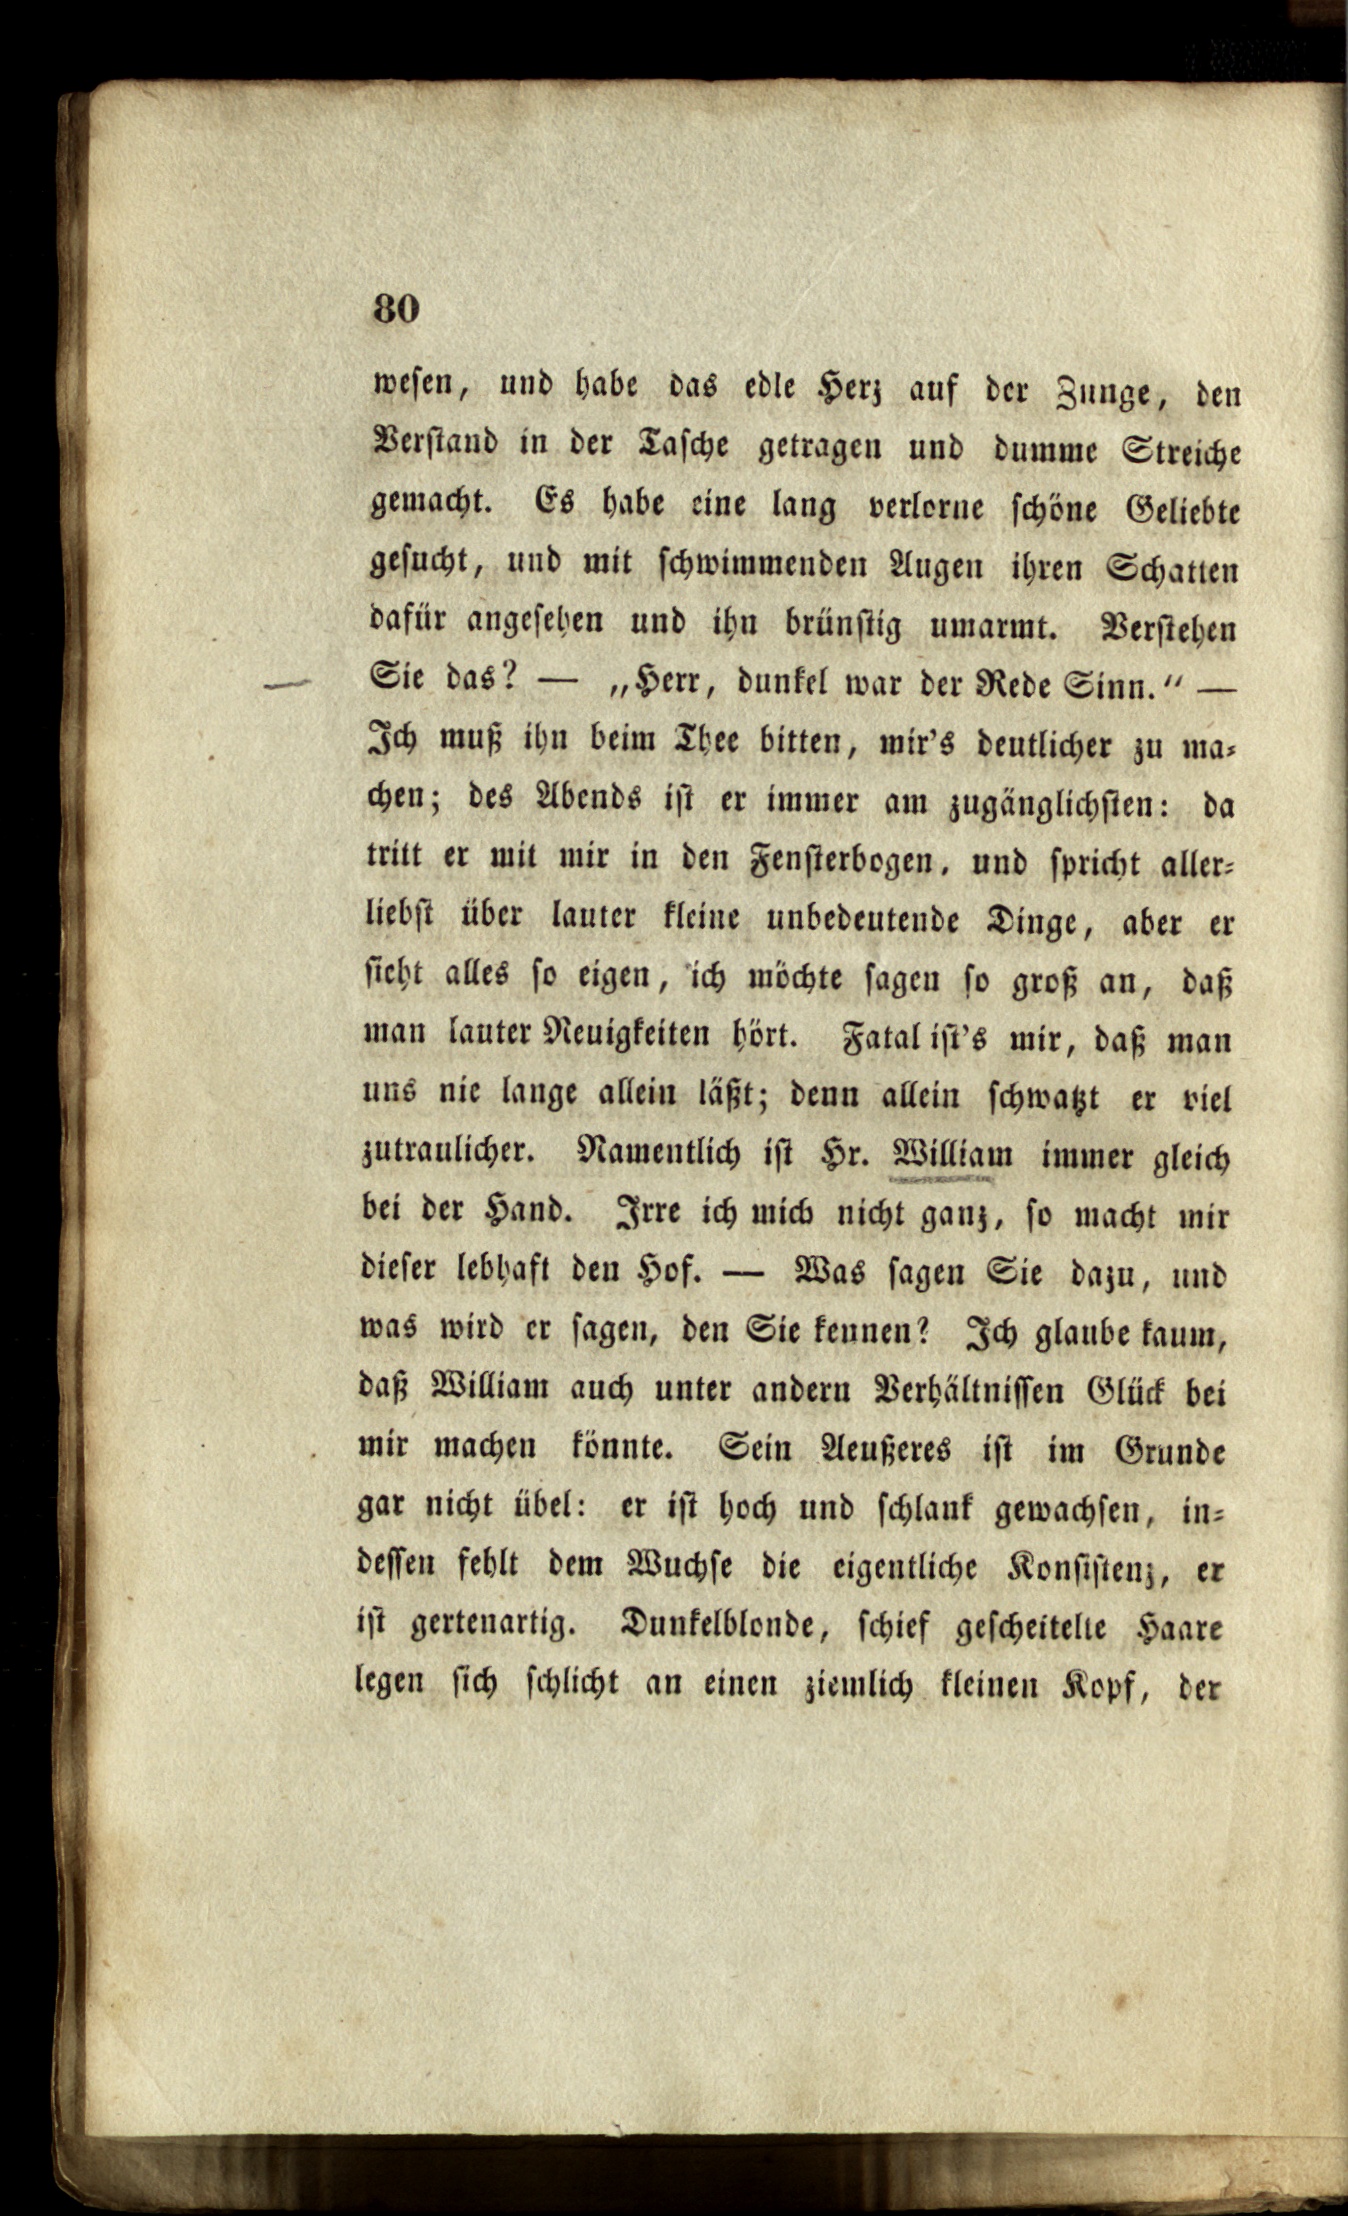 80
wesen, und habe das edle Herz auf der Zunge, den
Verstand in der Tasche getragen und dumme Streiche
gemacht. Es habe eine lang verlorne schöne Geliebte
gesucht, und mit schwimmenden Augen ihren Schatten
dafür angesehen und ihn brünstig umarmt. Verstehen
Sie das? — „Herr, dunkel war der Rede Sinn.“ —
Ich muß ihn beim Thee bitten, mir's deutlicher zu ma-
chen; des Abends ist er immer am zugänglichsten: da
tritt er mit mir in den Fensterbogen, und spricht aller-
liebst über lauter kleine unbedeutende Dinge, aber er
sieht alles so eigen, ich möchte sagen so groß an, daß
man lauter Neuigkeiten hört. Fatal ist's mir, daß man
uns nie lange allein läßt; denn allein schwatzt er viel
zutraulicher. Namentlich ist Hr. William immer gleich
bei der Hand. Irre ich mich nicht ganz, so macht mir
dieser lebhaft den Hof. — Was sagen Sie dazu, und
was wird er sagen, den Sie kennen? Ich glaube kaum,
daß William auch unter andern Verhältnissen Glück bei
mir machen könnte. Sein Aeußeres ist im Grunde
gar nicht übel: er ist hoch und schlank gewachsen, in-
dessen fehlt dem Wuchse die eigentliche Konsistenz, er
ist gertenartig. Dunkelblonde, schief gescheitelte Haare
legen sich schlicht an einen ziemlich kleinen Kopf, der